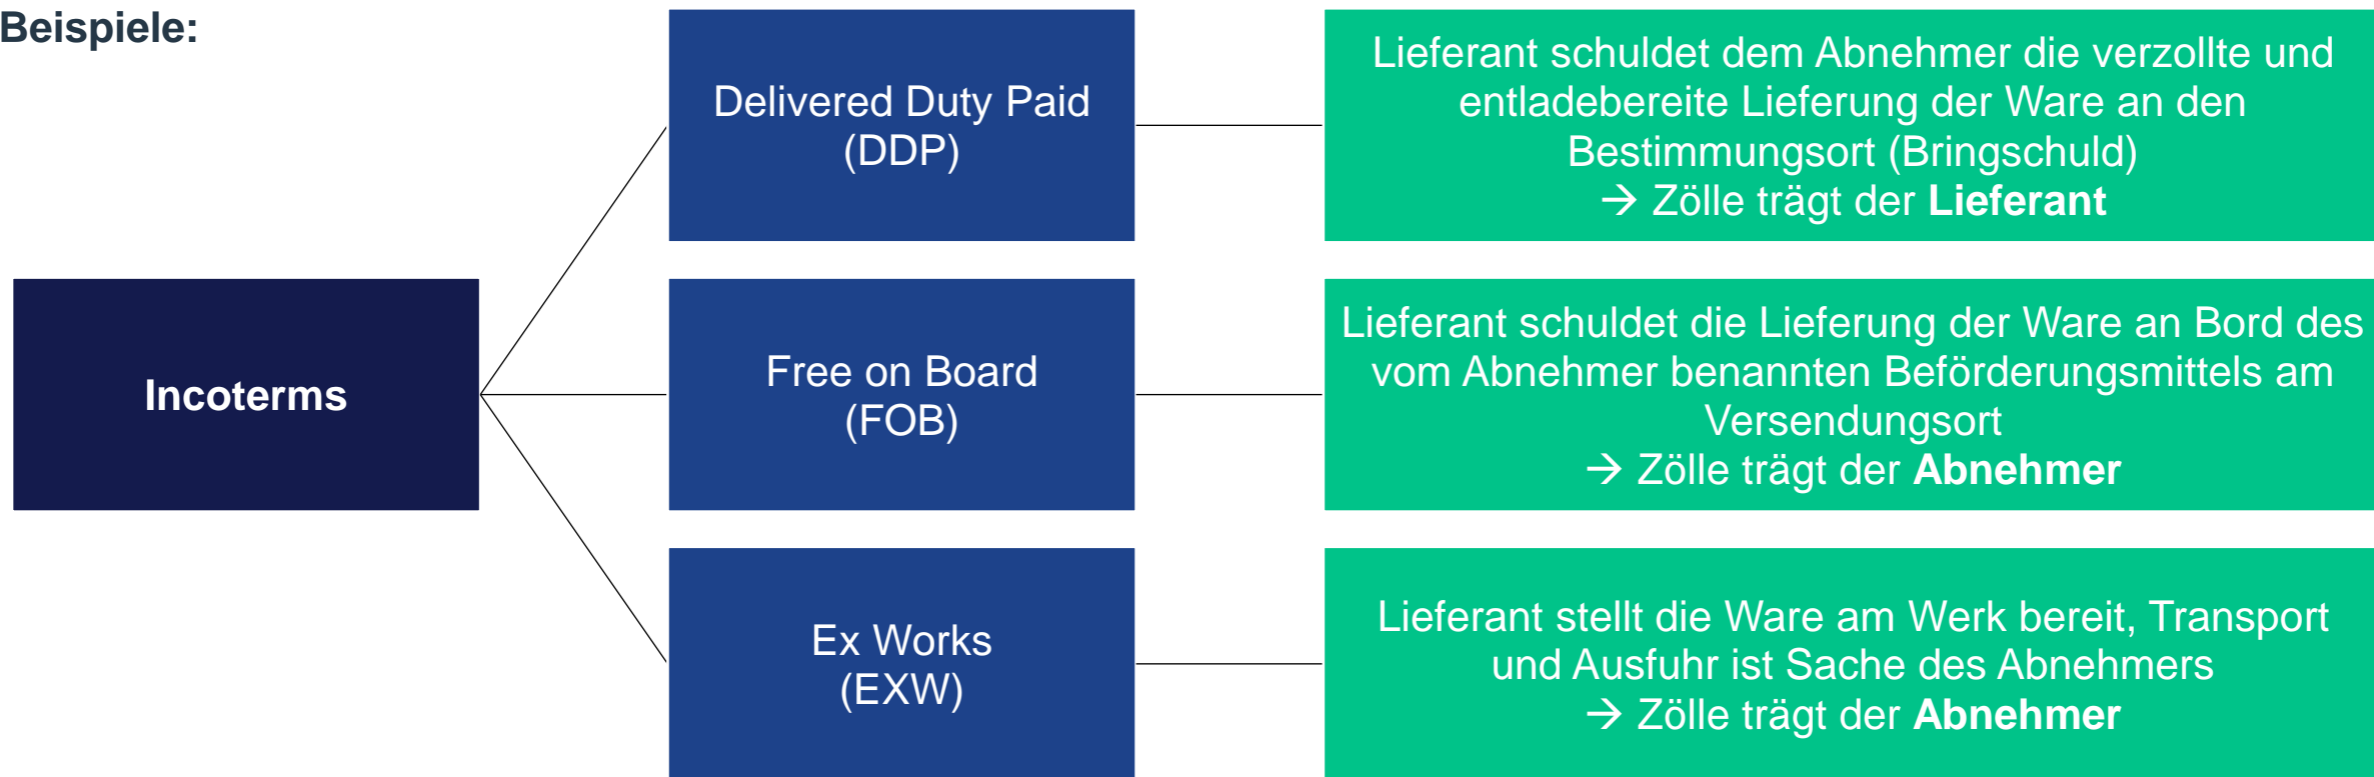 Beispiele:
Delivered Duty Paid
(DDP)
Lieferant schuldet dem Abnehmer die verzollte und
entladebereite Lieferung der Ware an den
Bestimmungsort (Bringschuld)
→ Zölle trägt der Lieferant
Incoterms
Free on Board
(FOB)
Lieferant schuldet die Lieferung der Ware an Bord des
vom Abnehmer benannten Beförderungsmittels am
Versendungsort
→ Zölle trägt der Abnehmer
Ex Works
(EXW)
Lieferant stellt die Ware am Werk bereit, Transport
und Ausfuhr ist Sache des Abnehmers
→ Zölle trägt der Abnehmer